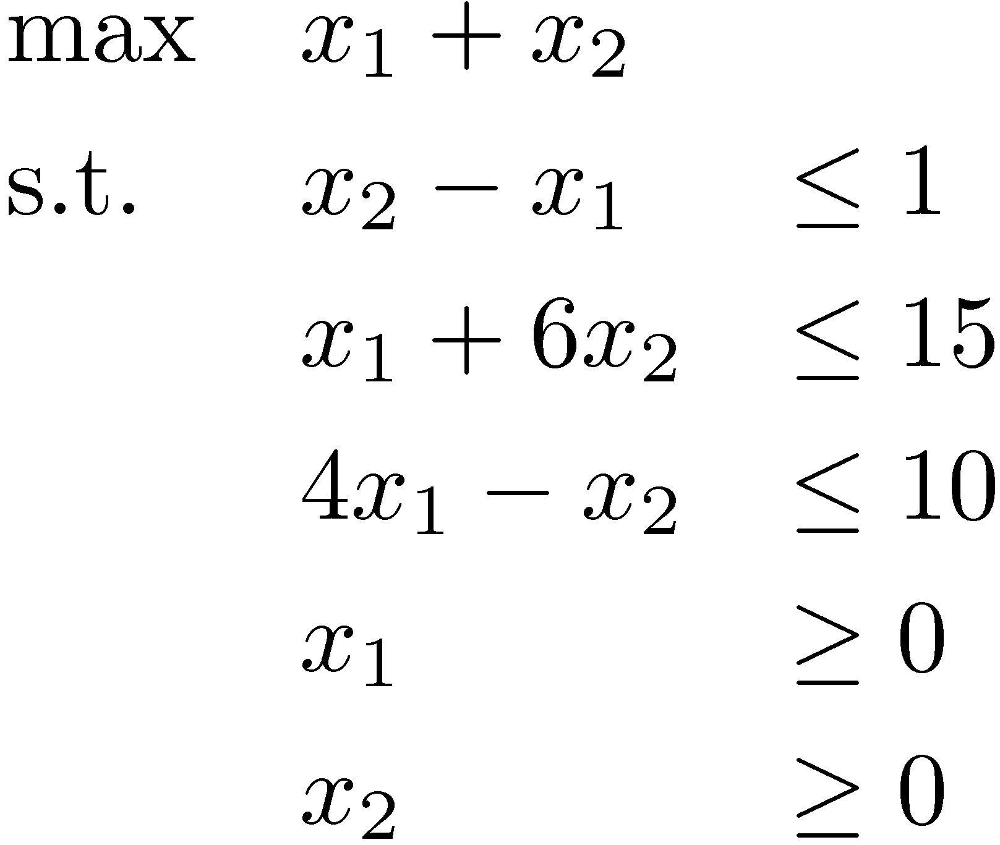 max x₁ + x₂
s.t. x₂ − x₁ ≤ 1
x₁ + 6x₂ ≤ 15
4x₁ − x₂ ≤ 10
x₁ ≥ 0
x₂ ≥ 0